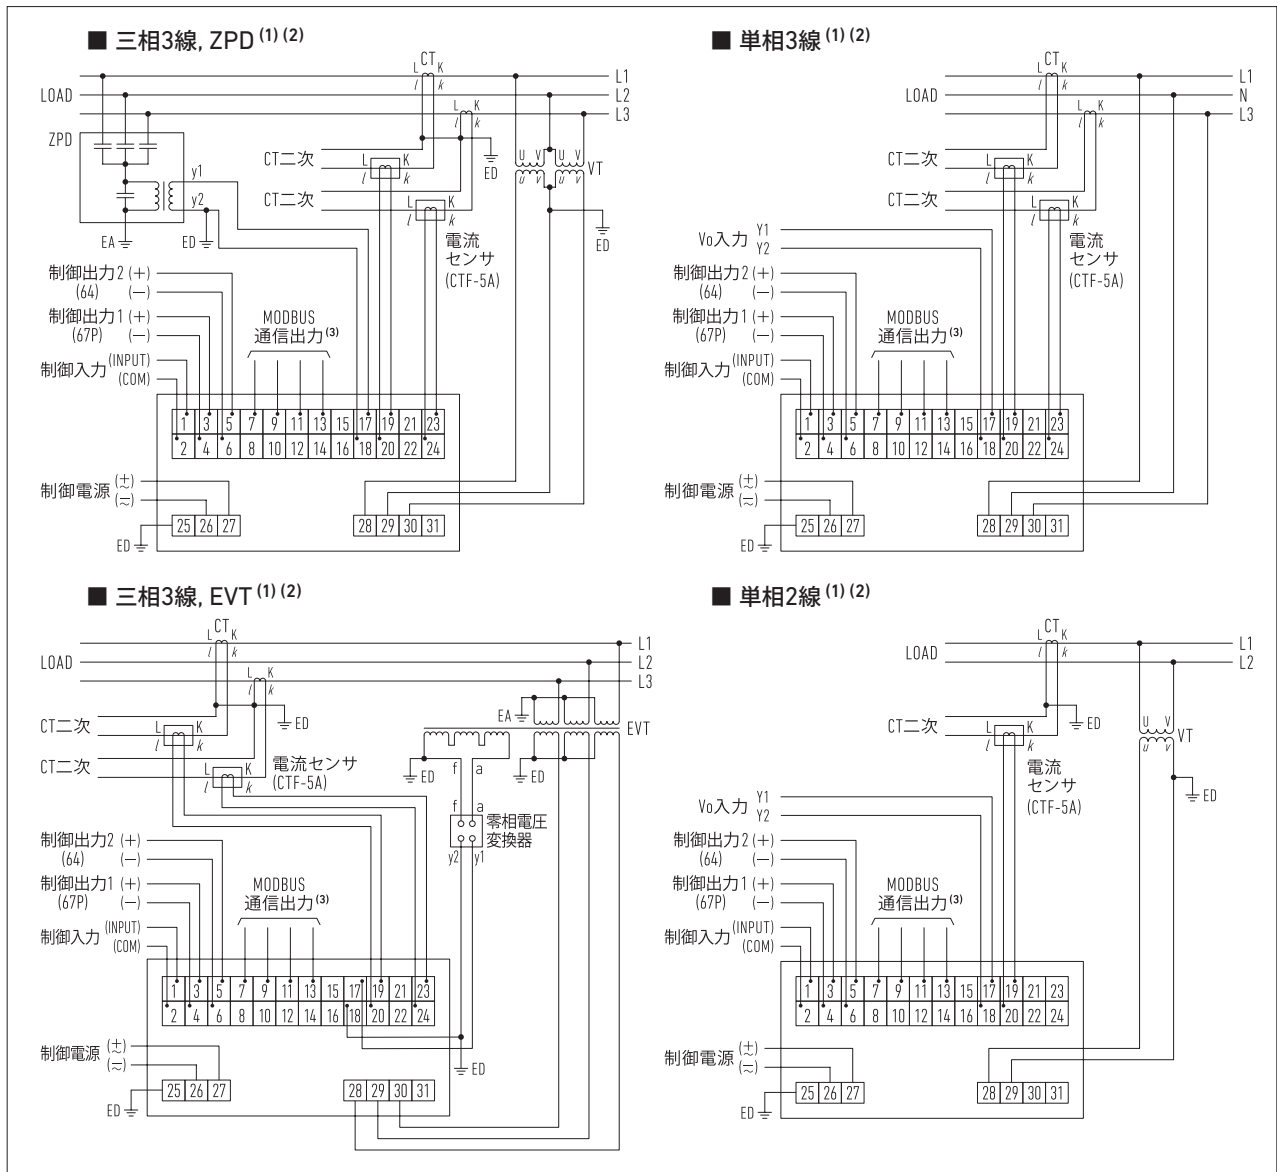 ■ 三相3線, ZPD (1) (2)
CT
L K
l k
L1
LOAD
L2
L K
l k
L3
ZPD
CT二次
L K
l k
ED
U V U V
u v u v
VT
y1
CT二次
y2
L K
l k
EA
ED
ED
電流
センサ
(CTF-5A)
制御出力2 (+)
(64) (—)
制御出力1 (+)
(67P) (—)
MODBUS
通信出力(3)
制御入力 (INPUT)
(COM)
1 3 5 7 9 11 13 15 17 19 21 23
2 4 6 8 10 12 14 16 18 20 22 24
制御電源
25 26 27
28 29 30 31
ED
■ 単相3線 (1) (2)
CT
L K
l k
L1
LOAD
N
L K
l k
L3
CT二次
L K
l k
CT二次
L K
l k
Vo入力 Y1
Y2
電流
センサ
(CTF-5A)
制御出力2 (+)
(64) (—)
制御出力1 (+)
(67P) (—)
MODBUS
通信出力(3)
制御入力 (INPUT)
(COM)
1 3 5 7 9 11 13 15 17 19 21 23
2 4 6 8 10 12 14 16 18 20 22 24
制御電源
25 26 27
28 29 30 31
ED
■ 三相3線, EVT (1) (2)
CT
L K
l k
L1
LOAD
L2
L K
l k
L3
CT二次
L K
l k
ED
EA
EVT
CT二次
L K
l k
電流センサ
(CTF-5A)
ED
f a
ED
f a
零相電圧
変換器
y2 y1
制御出力2 (+)
(64) (—)
制御出力1 (+)
(67P) (—)
MODBUS
通信出力(3)
制御入力 (INPUT)
(COM)
1 3 5 7 9 11 13 15 17 19 21 23
2 4 6 8 10 12 14 16 18 20 22 24
制御電源
ED
25 26 27
28 29 30 31
ED
■ 単相2線 (1) (2)
CT
L K
l k
L1
LOAD
L2
CT二次
L K
l k
ED
U V
u v
VT
電流
センサ
(CTF-5A)
ED
Vo入力 Y1
Y2
制御出力2 (+)
(64) (—)
制御出力1 (+)
(67P) (—)
MODBUS
通信出力(3)
制御入力 (INPUT)
(COM)
1 3 5 7 9 11 13 15 17 19 21 23
2 4 6 8 10 12 14 16 18 20 22 24
制御電源
25 26 27
28 29 30 31
ED